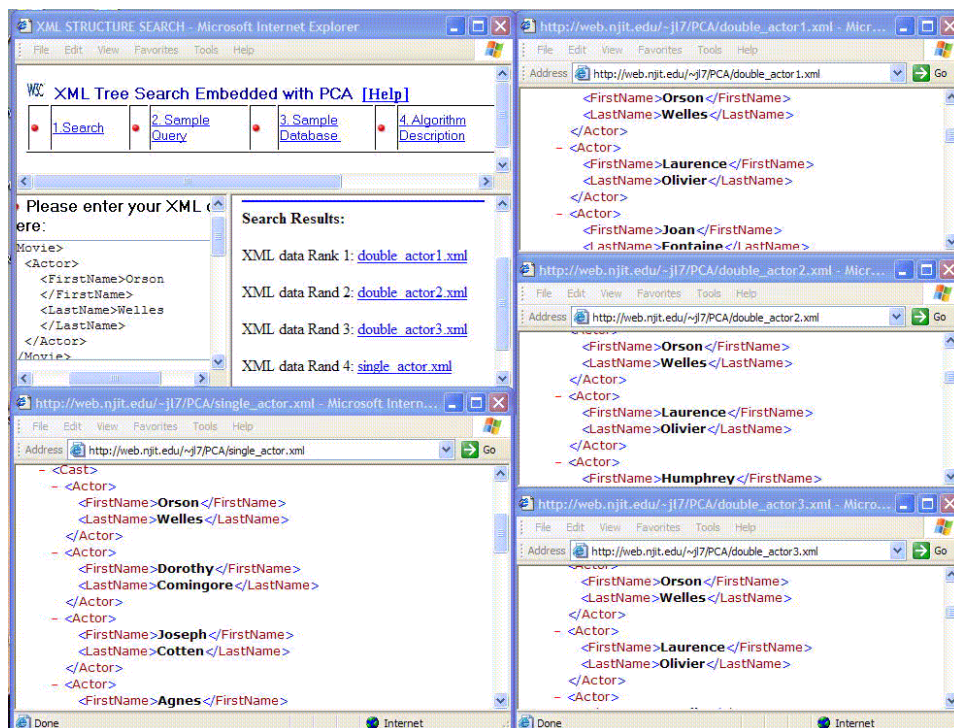 XML STRUCTURE SEARCH - Microsoft Internet Explorer
File Edit View Favorites Tools Help
WSC XML Tree Search Embedded with PCA [Help]
1.Search
2. Sample
Query
3. Sample
Database
4. Algorithm
Description
Please enter your XML
ere:
Movie>
<Actor>
<FirstName>Orson
</FirstName>
<LastName>Welles
</LastName>
</Actor>
/Movie>
Search Results:
XML data Rank 1: double_actor1.xml
XML data Rand 2: double_actor2.xml
XML data Rand 3: double_actor3.xml
XML data Rand 4: single_actor.xml
http://web.njit.edu/~jl7/PCA/single_actor.xml - Microsoft Intern...
File Edit View Favorites Tools Help
Address http://web.njit.edu/~jl7/PCA/single_actor.xml Go
- <Cast>
- <Actor>
<FirstName>Orson</FirstName>
<LastName>Welles</LastName>
</Actor>
- <Actor>
<FirstName>Dorothy</FirstName>
<LastName>Comingore</LastName>
</Actor>
- <Actor>
<FirstName>Joseph</FirstName>
<LastName>Cotten</LastName>
</Actor>
- <Actor>
<FirstName>Agnes</FirstName>
Done Internet
http://web.njit.edu/~jl7/PCA/double_actor1.xml - Micr...
File Edit View Favorites Tools Help
Address http://web.njit.edu/~jl7/PCA/double_actor1.xml Go
<FirstName>Orson</FirstName>
<LastName>Welles</LastName>
</Actor>
- <Actor>
<FirstName>Laurence</FirstName>
<LastName>Olivier</LastName>
</Actor>
- <Actor>
<FirstName>Joan</FirstName>
<LastName>Fontaine</LastName>
http://web.njit.edu/~jl7/PCA/double_actor2.xml - Micr...
File Edit View Favorites Tools Help
Address http://web.njit.edu/~jl7/PCA/double_actor2.xml Go
<FirstName>Orson</FirstName>
<LastName>Welles</LastName>
</Actor>
- <Actor>
<FirstName>Laurence</FirstName>
<LastName>Olivier</LastName>
</Actor>
- <Actor>
<FirstName>Humphrey</FirstName>
http://web.njit.edu/~jl7/PCA/double_actor3.xml - Micro...
File Edit View Favorites Tools Help
Address http://web.njit.edu/~jl7/PCA/double_actor3.xml Go
<Actor>
<FirstName>Orson</FirstName>
<LastName>Welles</LastName>
</Actor>
- <Actor>
<FirstName>Laurence</FirstName>
<LastName>Olivier</LastName>
</Actor>
- <Actor>
Done Internet